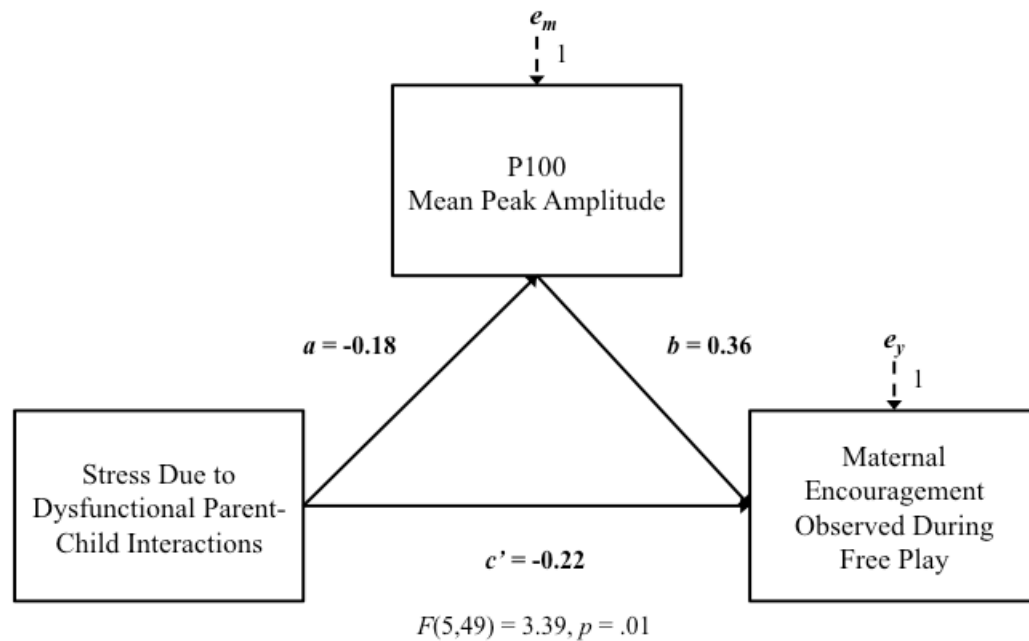 e_m
1
P100
Mean Peak Amplitude
a = -0.18
b = 0.36
e_y
1
Stress Due to
Dysfunctional Parent-
Child Interactions
Maternal
Encouragement
Observed During
Free Play
c’ = -0.22
F(5,49) = 3.39, p = .01